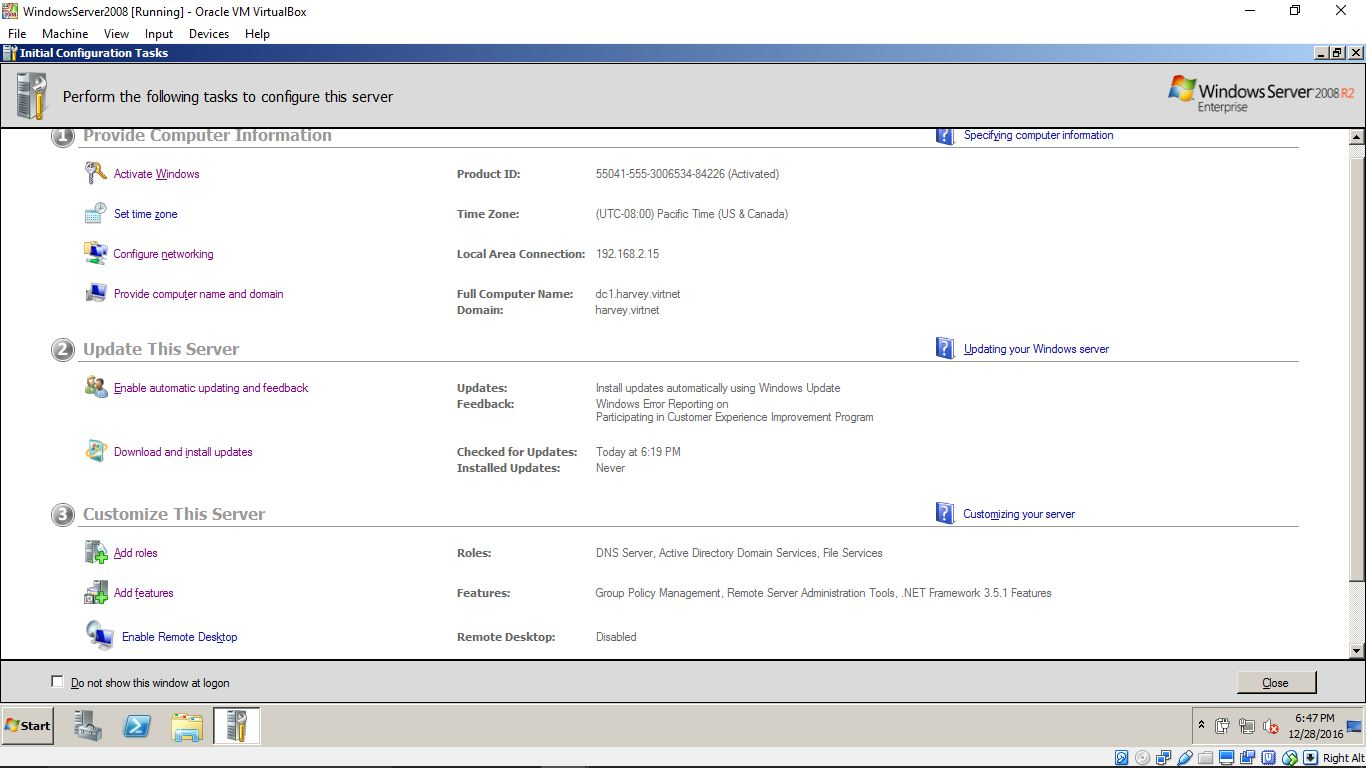 WindowsServer2008 [Running] - Oracle VM VirtualBox
File Machine View Input Devices Help
Initial Configuration Tasks
Perform the following tasks to configure this server
Windows Server 2008 R2
Enterprise
1 Provide Computer Information
Specifying computer information
Activate Windows Product ID: 55041-555-3006534-84226 (Activated)
Set time zone Time Zone: (UTC-08:00) Pacific Time (US & Canada)
Configure networking Local Area Connection: 192.168.2.15
Provide computer name and domain Full Computer Name: dc1.harvey.virtnet
Domain: harvey.virtnet
2 Update This Server
Updating your Windows server
Enable automatic updating and feedback Updates: Install updates automatically using Windows Update
Feedback: Windows Error Reporting on
Participating in Customer Experience Improvement Program
Download and install updates Checked for Updates: Today at 6:19 PM
Installed Updates: Never
3 Customize This Server
Customizing your server
Add roles Roles: DNS Server, Active Directory Domain Services, File Services
Add features Features: Group Policy Management, Remote Server Administration Tools, .NET Framework 3.5.1 Features
Enable Remote Desktop Remote Desktop: Disabled
Do not show this window at logon
Close
Start
6:47 PM
12/28/2016
Right Alt